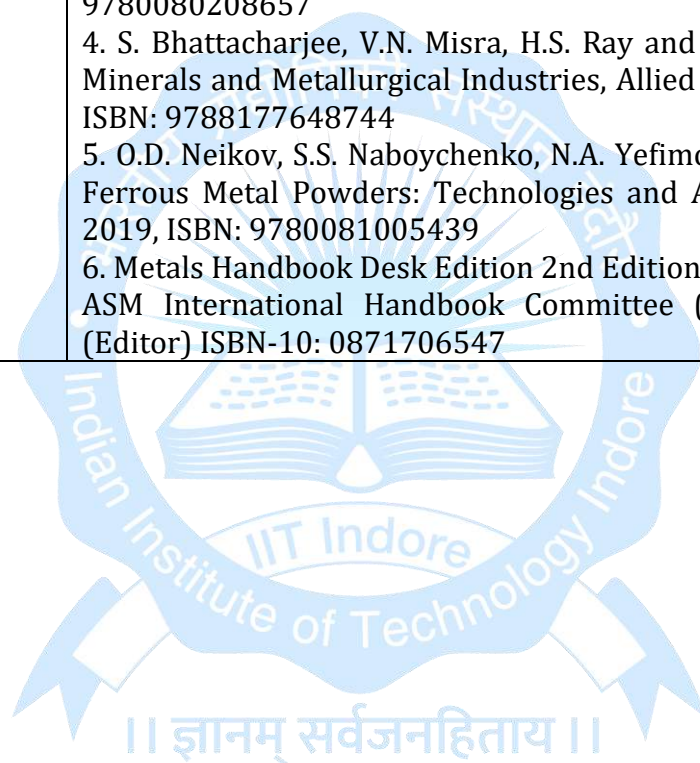 9780080208657
4. S. Bhattacharjee, V.N. Misra, H.S. Ray and
Minerals and Metallurgical Industries, Allied
ISBN: 9788177648744
5. O.D. Neikov, S.S. Naboychenko, N.A. Yefimo
Ferrous Metal Powders: Technologies and A
2019, ISBN: 9780081005439
6. Metals Handbook Desk Edition 2nd Edition
ASM International Handbook Committee (
(Editor) ISBN-10: 0871706547
भारतीय प्रौद्योगिकी संस्थान इंदौर
Indian Institute of Technology Indore
IIT Indore
।। ज्ञानम् सर्वजनहिताय ।।